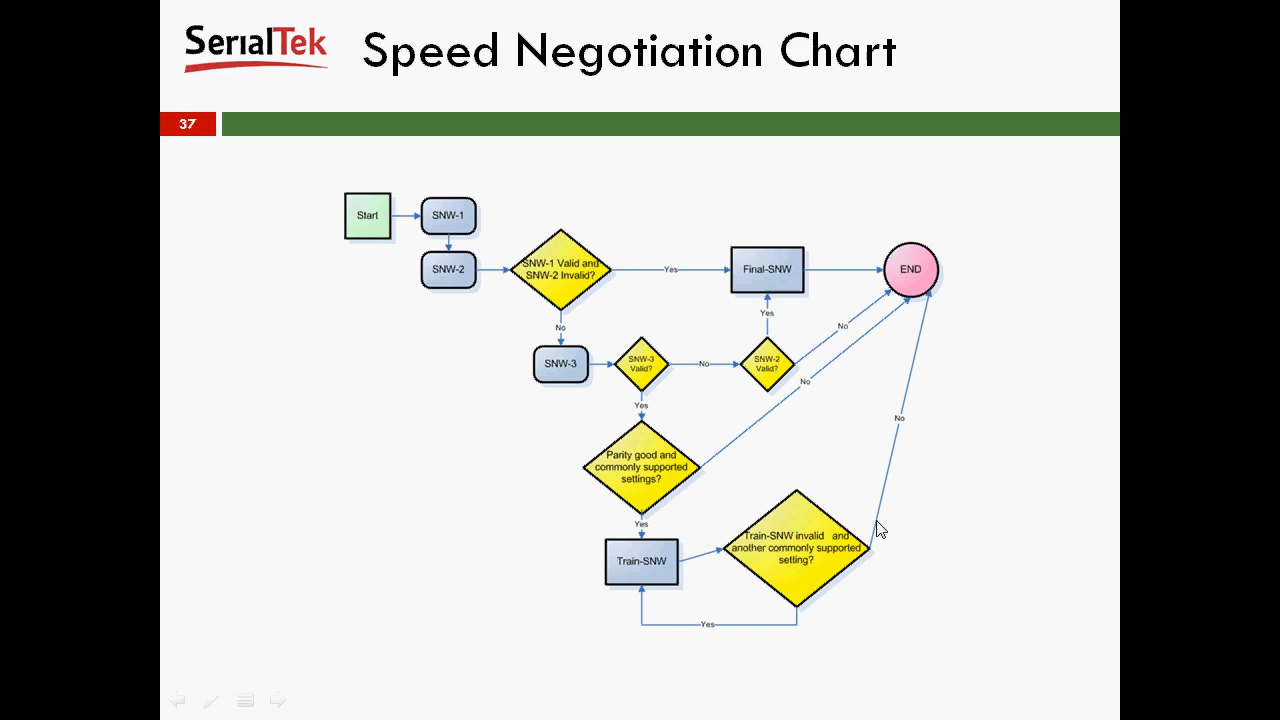 SerialTek
Speed Negotiation Chart
37
Start
SNW-1
SNW-2
SNW-1 Valid and
SNW-2 Invalid?
Yes
Final-SNW
END
No
Yes
No
SNW-3
SNW-3
Valid?
No
SNW-2
Valid?
No
Yes
Parity good and
commonly supported
settings?
No
Yes
Train-SNW
Train-SNW invalid and
another commonly supported
setting?
Yes